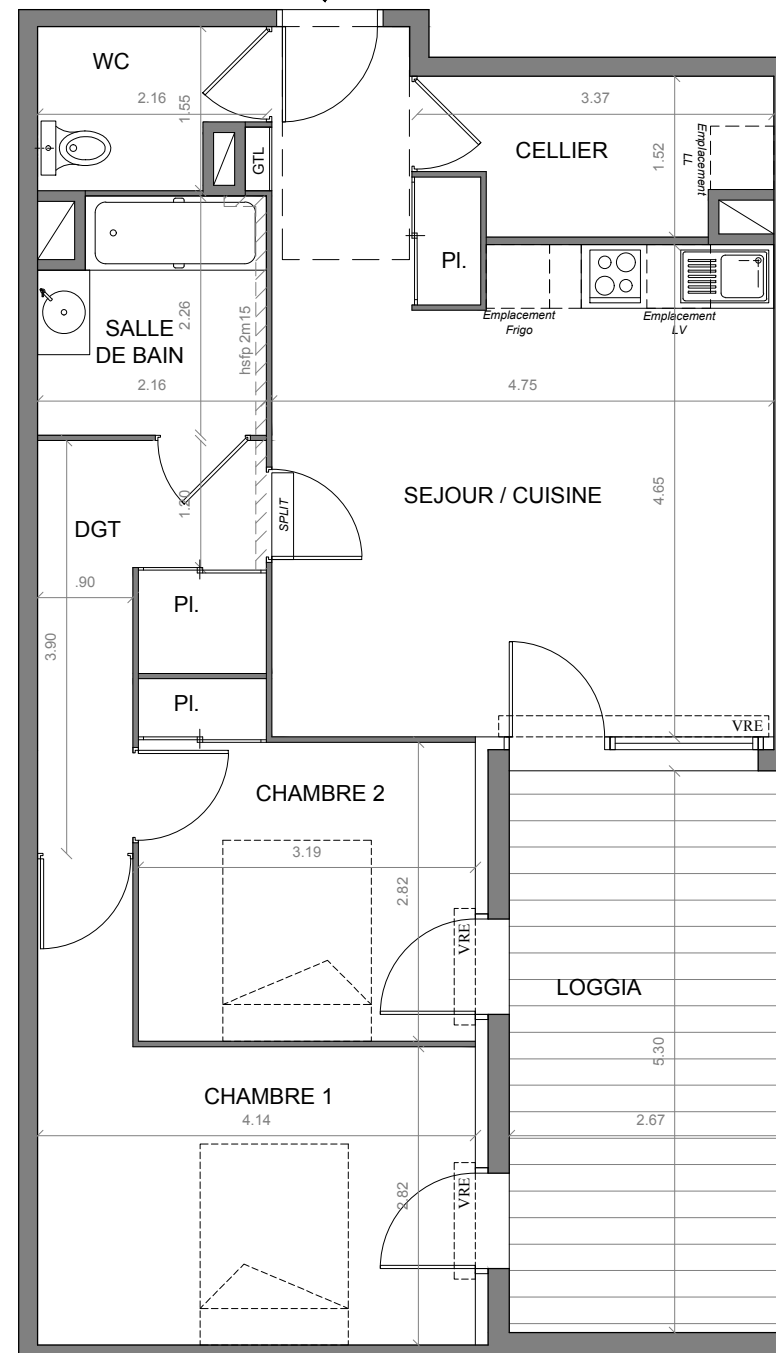 WC
2.16
1.55
GTL
3.37
CELLIER
1.52
Emplacement
LL
Pl.
Emplacement
Frigo
Emplacement
LV
SALLE
DE BAIN
2.26
hsfp 2m15
2.16
4.75
SEJOUR / CUISINE
4.65
DGT
1.20
SPLIT
.90
Pl.
3.90
Pl.
VRE
CHAMBRE 2
3.19
2.82
VRE
LOGGIA
5.30
CHAMBRE 1
4.14
2.67
2.82
VRE